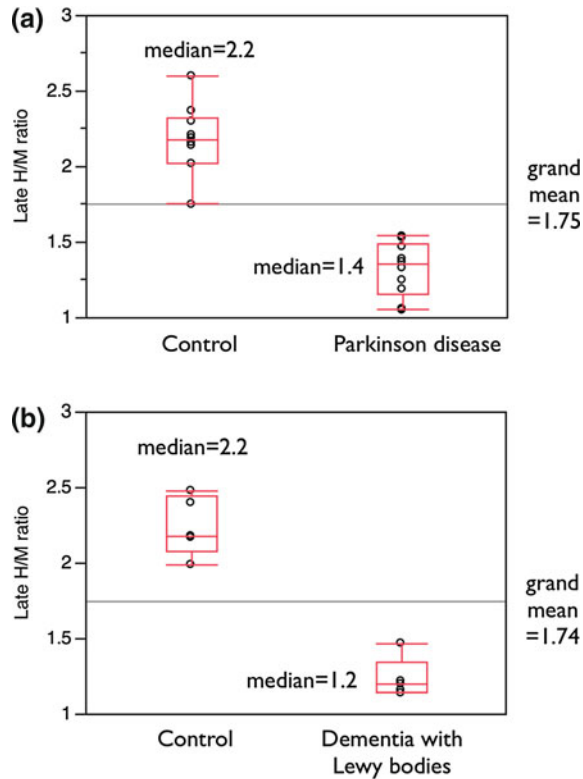 (a)
3
2.5
2
1.5
1
Late H/M ratio
median=2.2
median=1.4
grand
mean
=1.75
Control
Parkinson disease
(b)
3
2.5
2
1.5
1
Late H/M ratio
median=2.2
median=1.2
grand
mean
=1.74
Control
Dementia with
Lewy bodies